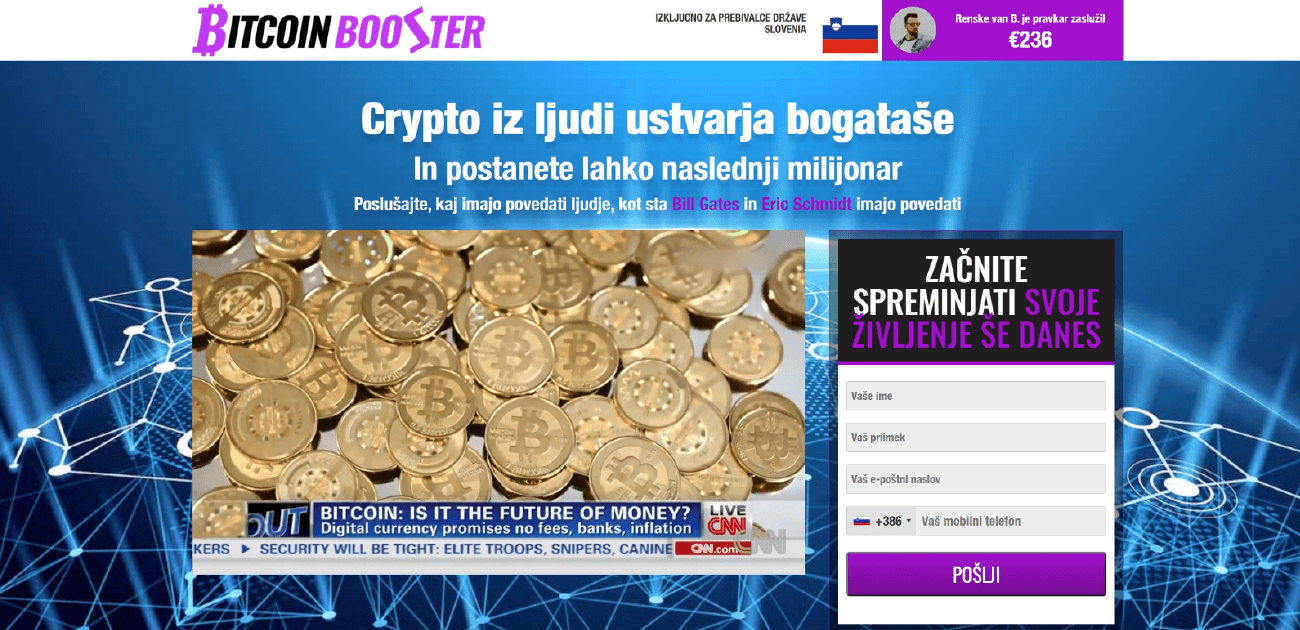 BITCOIN BOOSTER
IZKLJUCNO ZA PREBIVALCE DRŽAVE
SLOVENIA
Renske van B. je pravkar zaslužil
€236
Crypto iz ljudi ustvarja bogataše
In postanete lahko naslednji milijonar
Poslušajte, kaj imajo povedati ljudje, kot sta Bill Gates in Eric Schmidt imajo povedati
ZAČNITE
SPREMINJATI SVOJE
ŽIVLJENJE ŠE DANES
Vaše ime
Vaš priimek
Vaš e-poštni naslov
+386
Vaš mobilni telefon
POŠLJI
OUT
BITCOIN: IS IT THE FUTURE OF MONEY?
Digital currency promises no fees, banks, inflation
LIVE
CNN
KERS ▶ SECURITY WILL BE TIGHT: ELITE TROOPS, SNIPERS, CANINE
CNN.com
CNN